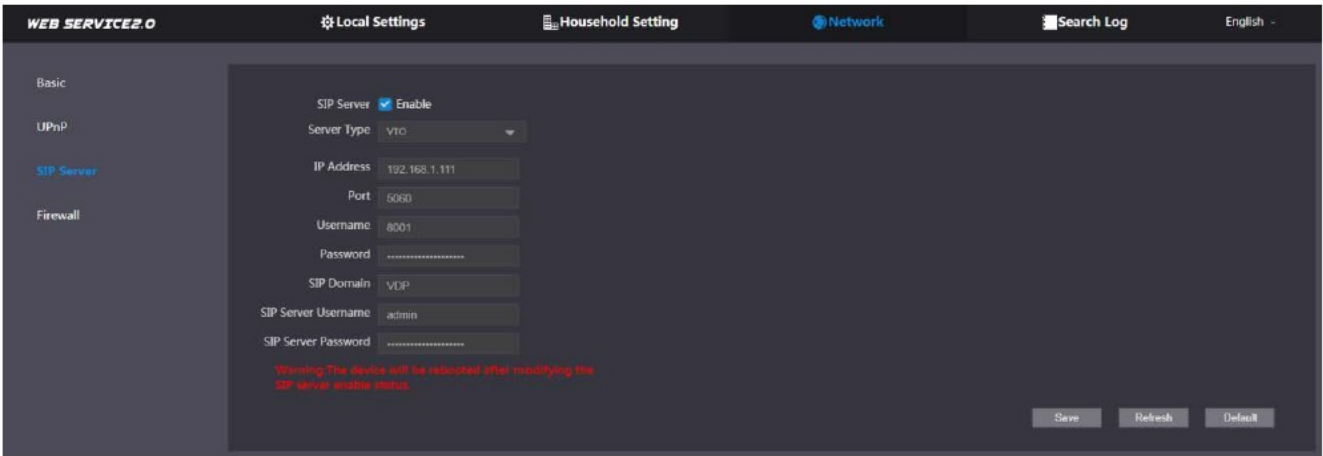 WEB SERVICE2.0 Local Settings Household Setting Network Search Log English
Basic
UPnP
SIP Server
Firewall
SIP Server Enable
Server Type VTO
IP Address 192.168.1.111
Port 5060
Username 8001
Password ••••••••••••••••••••
SIP Domain VDP
SIP Server Username admin
SIP Server Password ••••••••••••••••••••
Warning:The device will be rebooted after modifying the
SIP server enable status.
Save Refresh Default